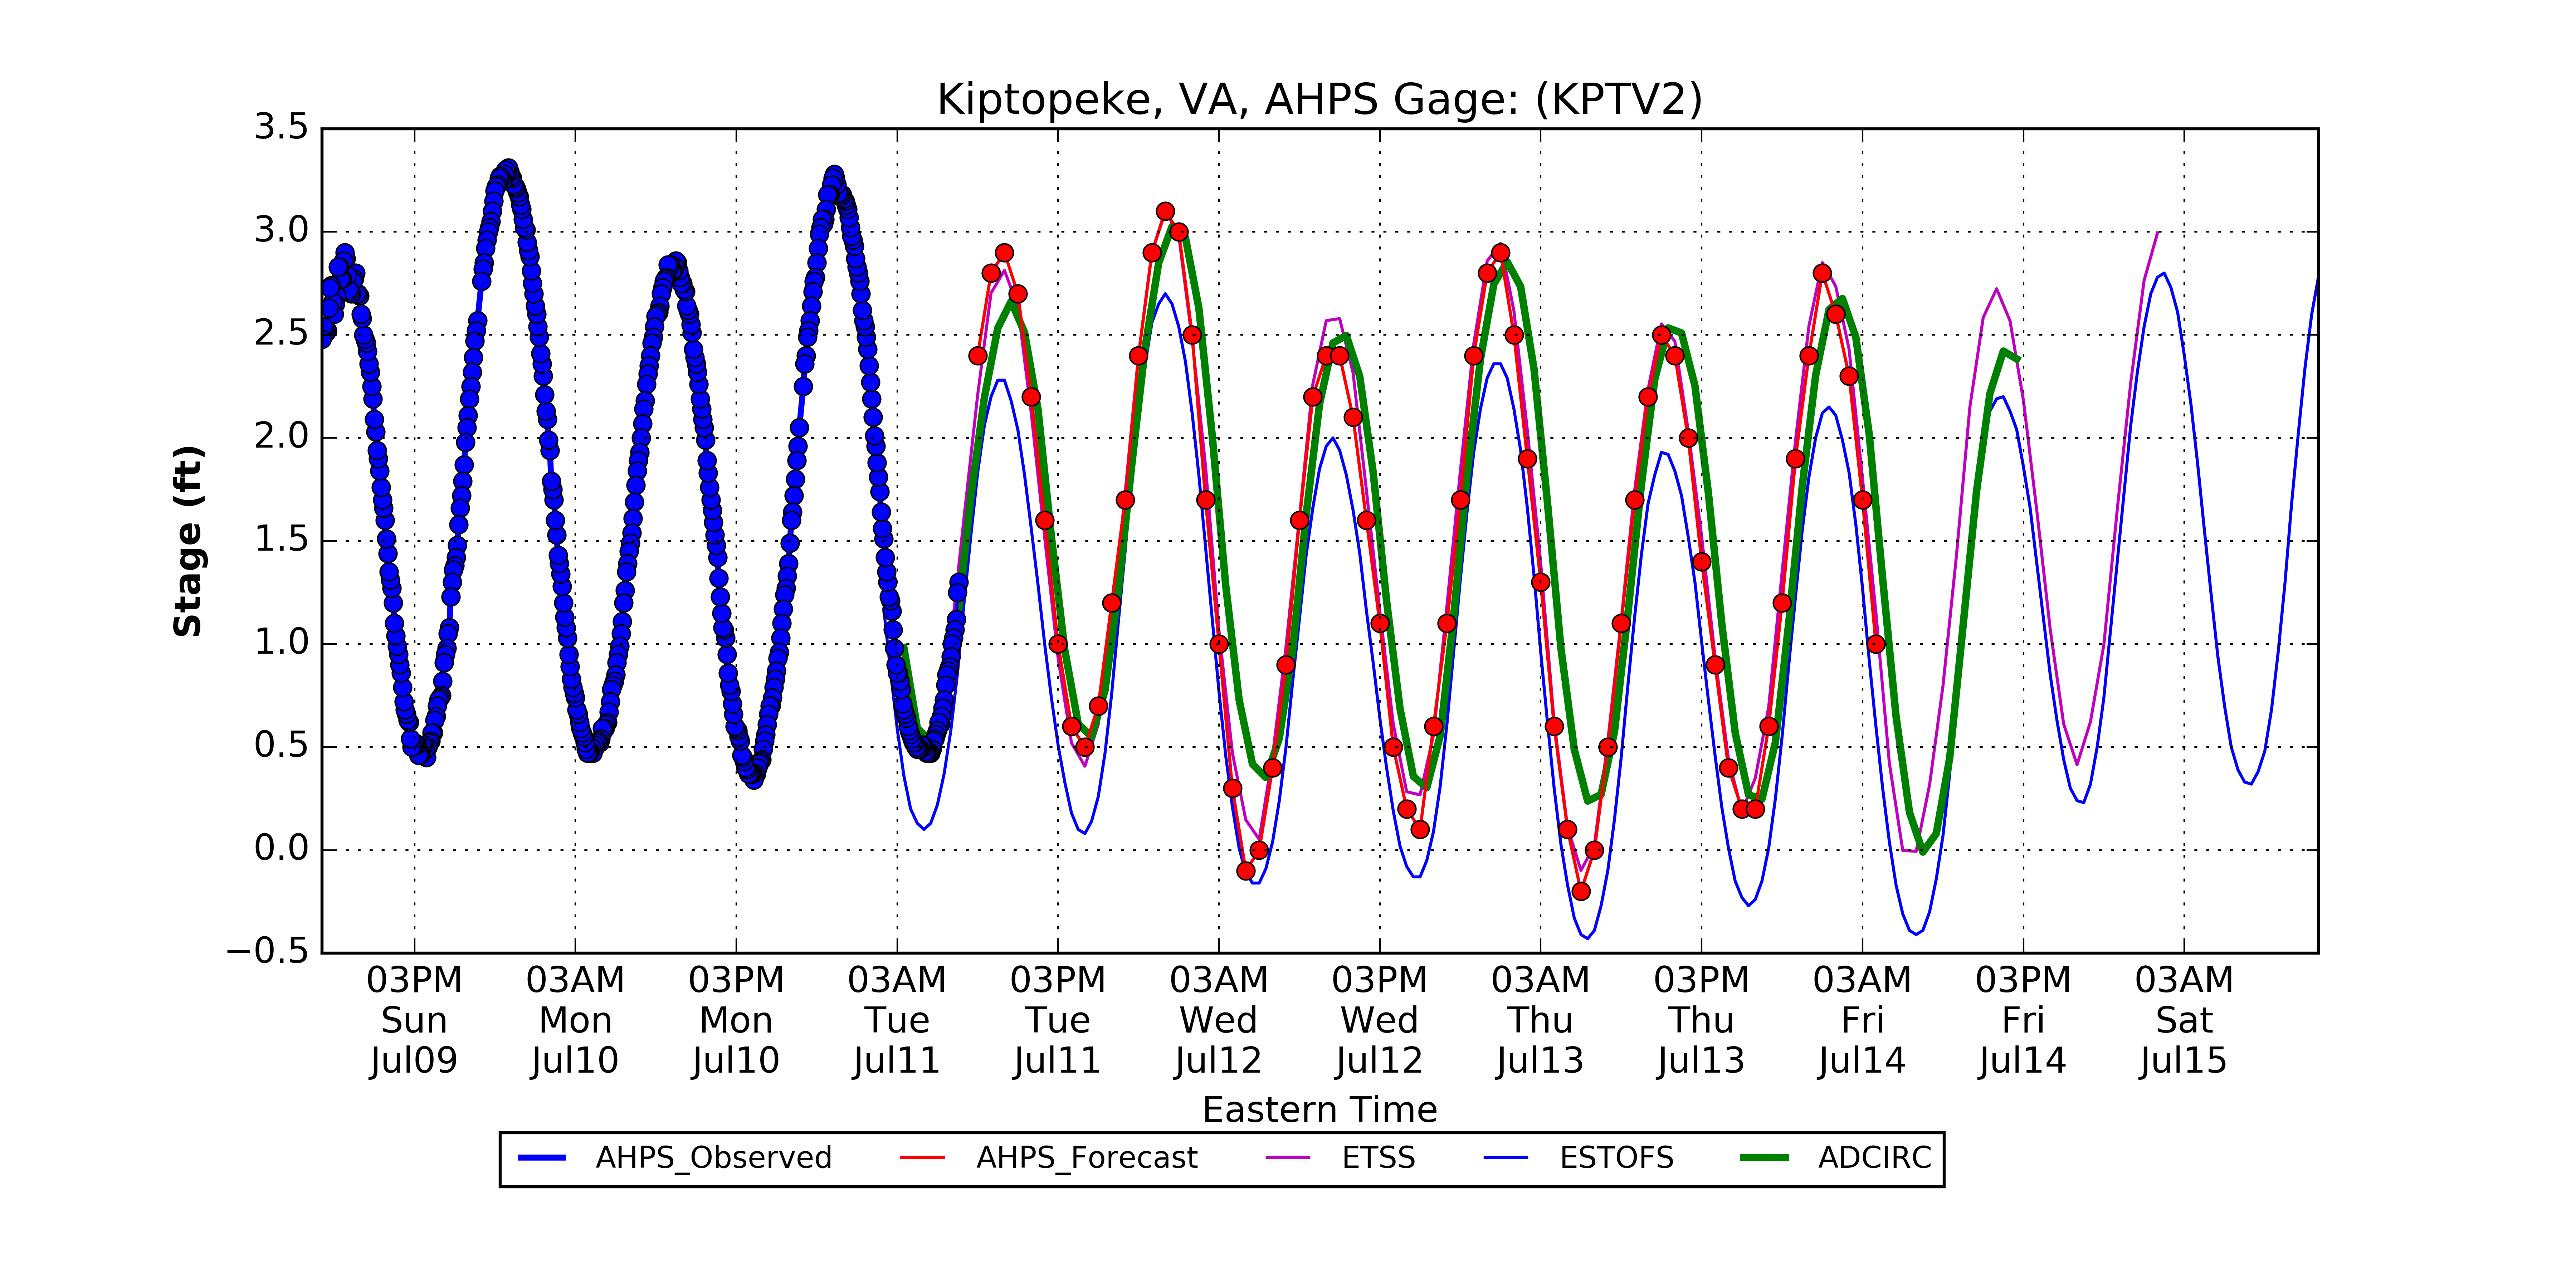 Kiptopeke, VA, AHPS Gage: (KPTV2)
3.5
3.0
2.5
2.0
1.5
1.0
0.5
0.0
−0.5
Stage (ft)
03PM 03AM 03PM 03AM 03PM 03AM 03PM 03AM 03PM 03AM 03PM 03AM
Sun Mon Mon Tue Tue Wed Wed Thu Thu Fri Fri Sat
Jul09 Jul10 Jul10 Jul11 Jul11 Jul12 Jul12 Jul13 Jul13 Jul14 Jul14 Jul15
Eastern Time
AHPS_Observed AHPS_Forecast ETSS ESTOFS ADCIRC